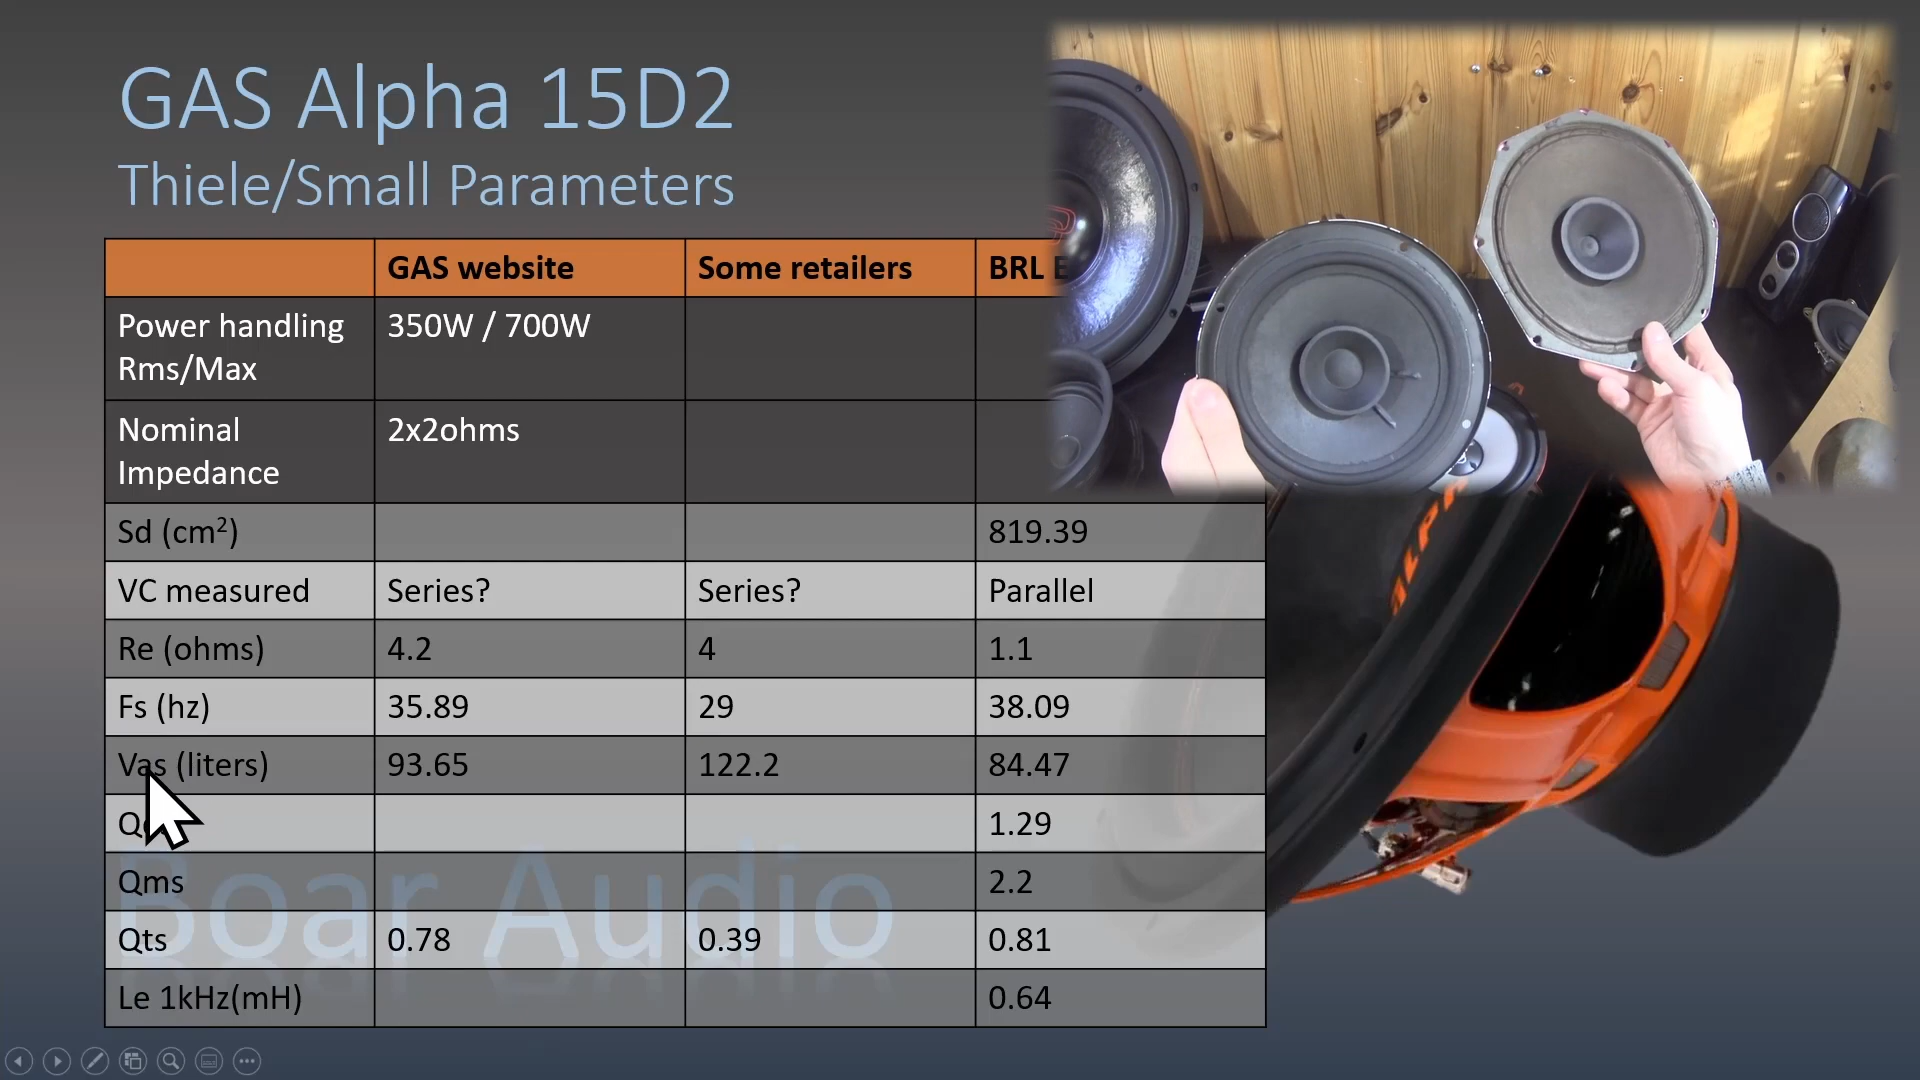 GAS Alpha 15D2
Thiele/Small Parameters
GAS website
Some retailers
BRL
Power handling
Rms/Max
350W / 700W
Nominal
Impedance
2x2ohms
Sd (cm²)
819.39
VC measured
Series?
Series?
Parallel
Re (ohms)
4.2
4
1.1
Fs (hz)
35.89
29
38.09
Vas (liters)
93.65
122.2
84.47
1.29
Qms
2.2
Qts
0.78
0.39
0.81
Le 1kHz(mH)
0.64
Boar Audio